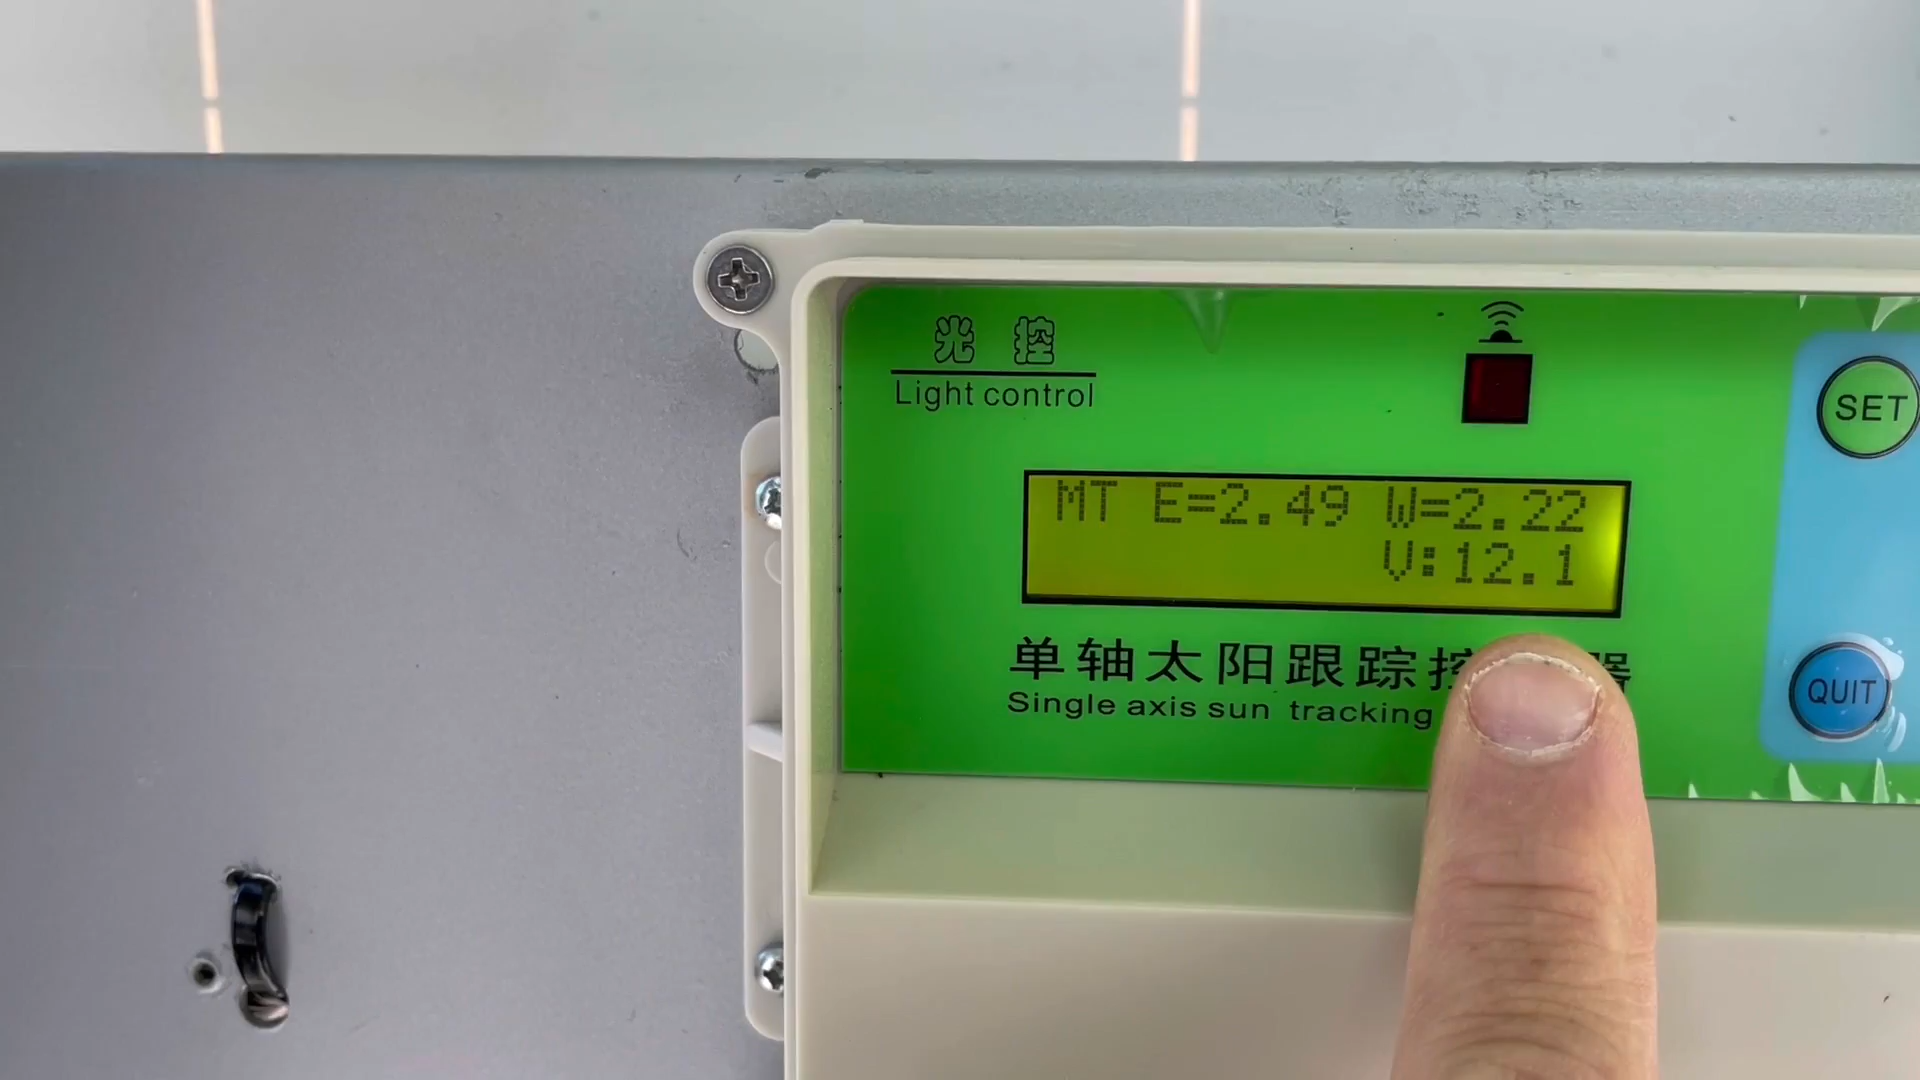 光 控
Light control
SET
MT E=2.49 W=2.22
V:12.1
单轴太阳跟踪控 器
Single axis sun tracking
QUIT